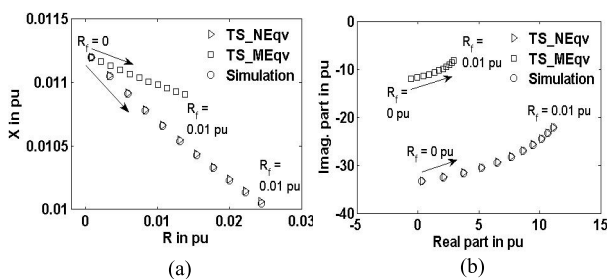 0.0115
0.011
0.0105
0.01
X in pu
0
0.01
0.02
0.03
R in pu
R_f = 0
TS_NEqv
TS_MEqv
Simulation
R_f :
0.01 pu
R_f =
0.01 pu
(a)
-10
-20
-30
-40
Imag. part in pu
-5
0
5
10
15
Real part in pu
TS_NEqv
TS_MEqv
Simulation
R_f =
0.01 pu
R_f =
0 pu
R_f = 0 pu
R_f = 0.01 pu
(b)